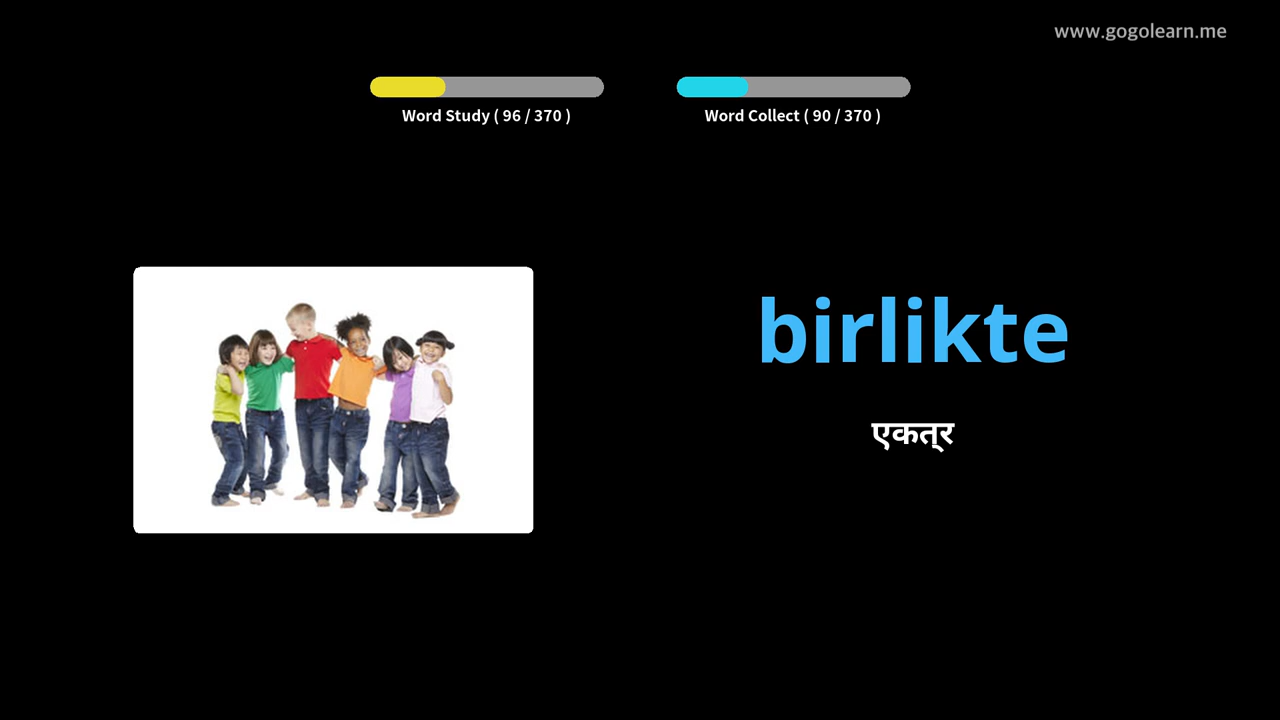 www.gogolearn.me
Word Study ( 96 / 370 )
Word Collect ( 90 / 370 )
birlikte
एकत्र